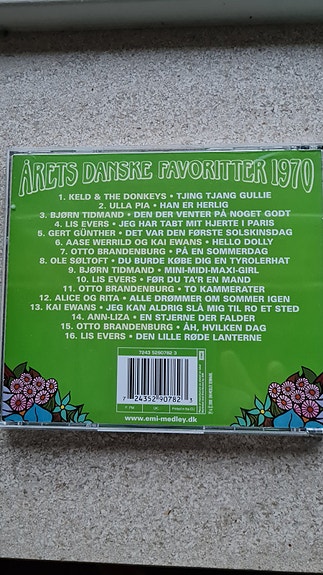 ÅRETS DANSKE FAVORITTER 1970
1. KELD & THE DONKEYS • TJING TJANG GULLIE
2. ULLA PIA • HAN ER HERLIG
3. BJØRN TIDMAND • DEN DER VENTER PÅ NOGET GODT
4. LIS EVERS • JEG HAR TABT MIT HJERTE I PARIS
5. GERT GÜNTHER • DET VAR DEN FØRSTE SOLSKINSDAG
6. AASE WERRILD OG KAI EWANS • HELLO DOLLY
7. OTTO BRANDENBURG • PÅ EN SOMMERDAG
8. OLE SØLTOFT • DU BURDE KØBE DIG EN TYROLERHAT
9. BJØRN TIDMAND • MINI-MIDI-MAXI-GIRL
10. LIS EVERS • FØR DU TA'R EN MAND
11. OTTO BRANDENBURG • TO KAMMERATER
12. ALICE OG RITA • ALLE DRØMMER OM SOMMER IGEN
13. KAI EWANS • JEG KAN ALDRIG SLÅ MIG TIL RO ET STED
14. ANN-LIZA • EN STJERNE DER FALDER
15. OTTO BRANDENBURG • ÅH, HVILKEN DAG
16. LIS EVERS • DEN LILLE RØDE LANTERNE
7243 5290782 3
7 24352 90782 3
www.emi-medley.dk